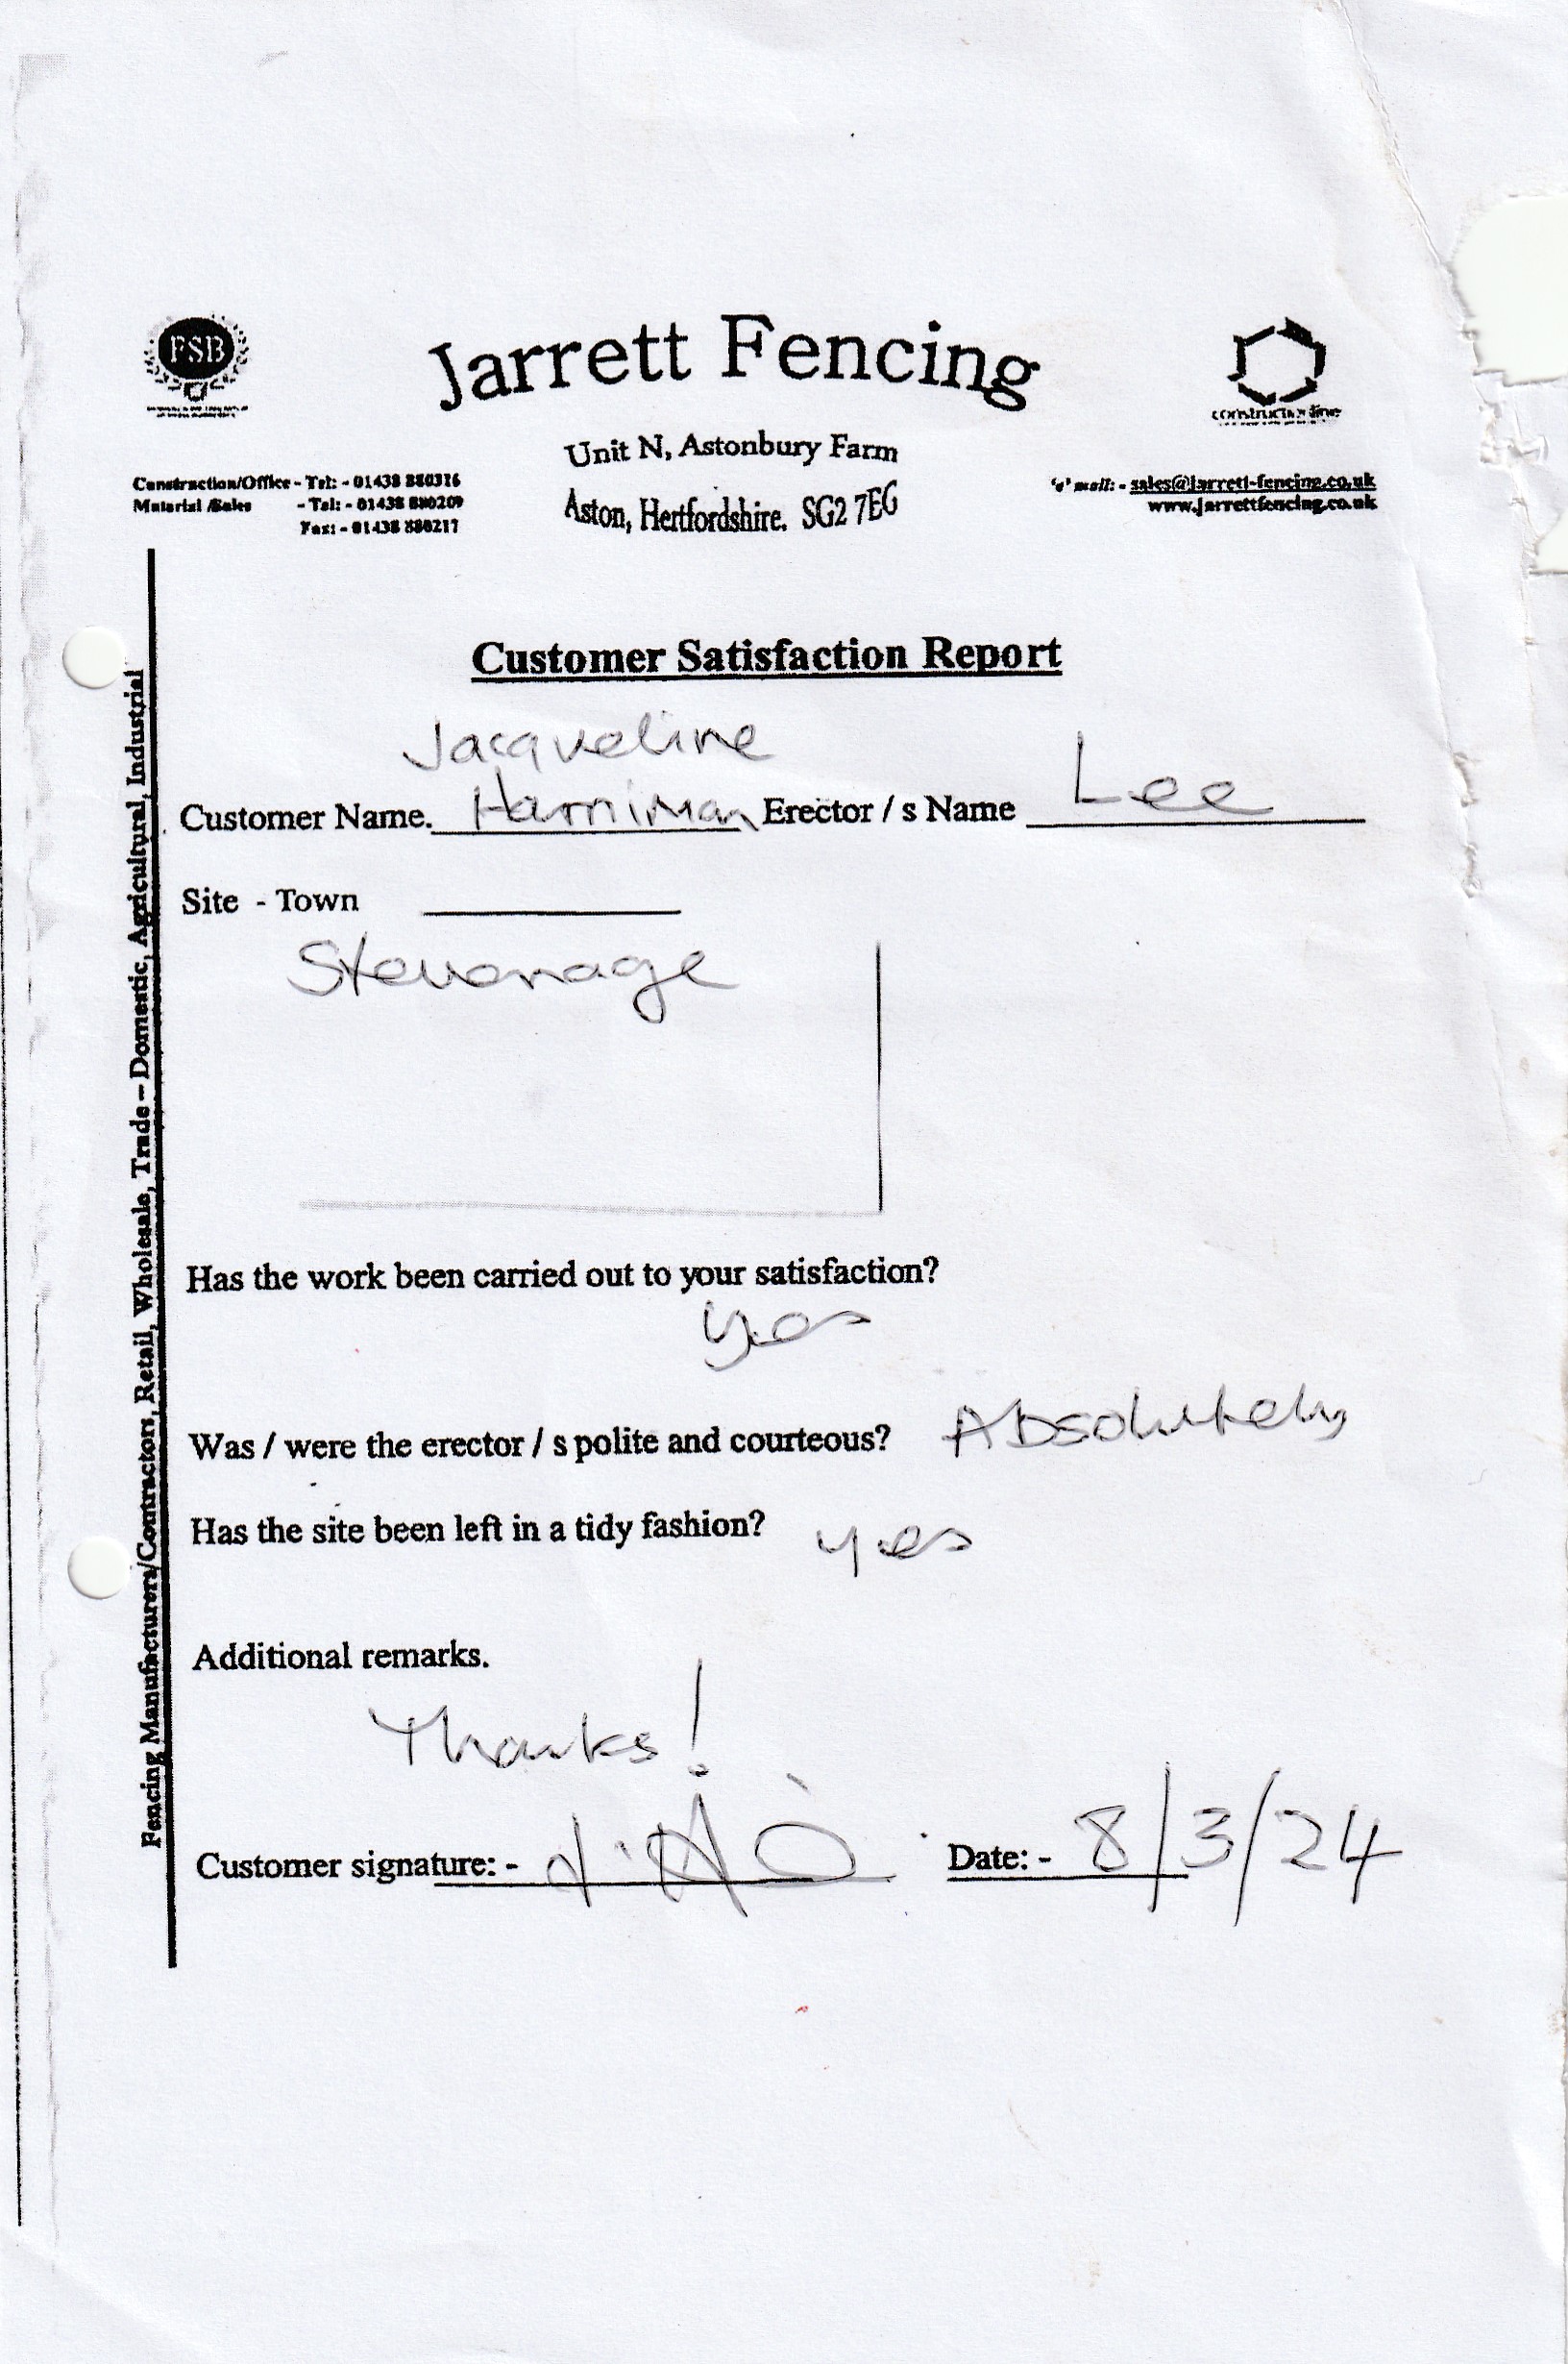 FSB
Jarrett Fencing
constructionline
Unit N, Astonbury Farm
Aston, Hertfordshire. SG2 7EG
Construction/Office - Tel: - 01438 880316
Material /Sales - Tel: - 01438 880209
Fax: - 01438 880217
'e' mail: - sales@jarrett-fencing.co.uk
www.jarrettfencing.co.uk
Customer Satisfaction Report
Jacqueline
Customer Name. Harniman Erector / s Name Lee
Site - Town
Stevenage
Has the work been carried out to your satisfaction?
yes
Was / were the erector / s polite and courteous? Absolutely
Has the site been left in a tidy fashion? yes
Additional remarks.
Thanks!
Customer signature: - Date: - 8/3/24
Fencing Manufacturers/Contractors, Retail, Wholesale, Trade – Domestic, Agricultural, Industrial